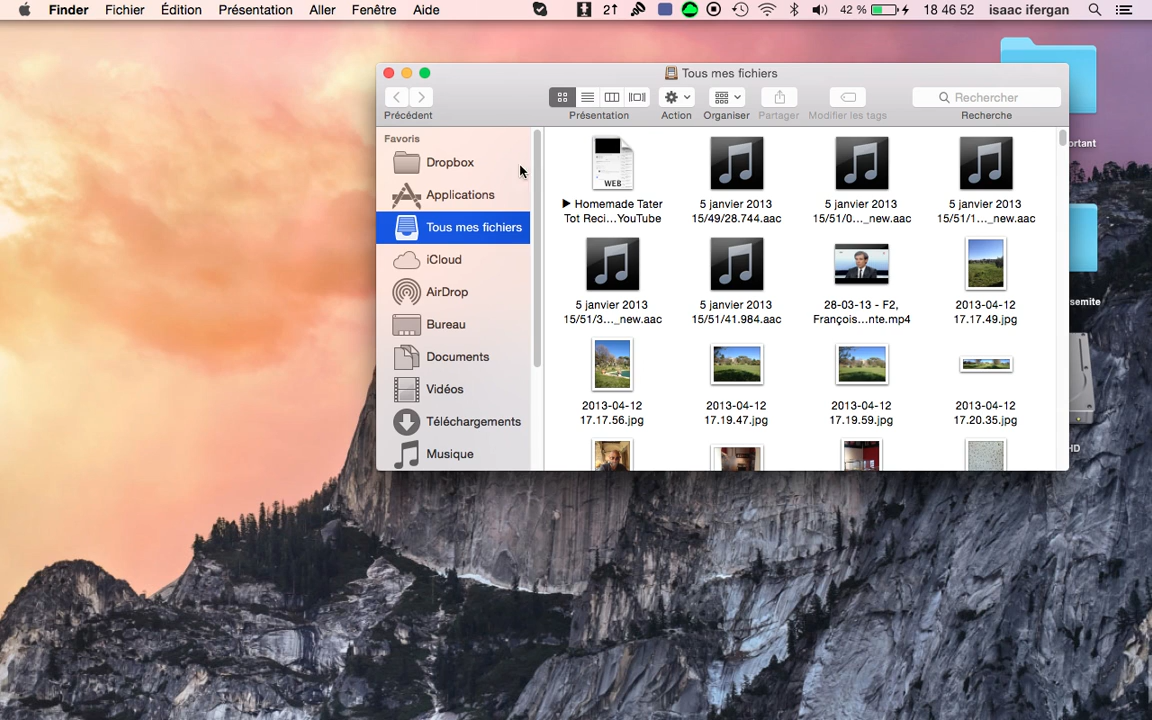 Finder Fichier Édition Présentation Aller Fenêtre Aide 2 42 % 18 46 52 isaac ifergan
Tous mes fichiers
Rechercher
Précédent Présentation Action Organiser Partager Modifier les tags Recherche
Favoris
Dropbox
Applications
Tous mes fichiers
iCloud
AirDrop
Bureau
Documents
Vidéos
Téléchargements
Musique
WEB
▶ Homemade Tater
Tot Reci...YouTube
5 janvier 2013
15/49/28.744.aac
5 janvier 2013
15/51/0..._new.aac
5 janvier 2013
15/51/1..._new.aac
5 janvier 2013
15/51/3..._new.aac
5 janvier 2013
15/51/41.984.aac
28-03-13 - F2,
François...nte.mp4
2013-04-12
17.17.49.jpg
2013-04-12
17.17.56.jpg
2013-04-12
17.19.47.jpg
2013-04-12
17.19.59.jpg
2013-04-12
17.20.35.jpg
ortant
semite
HD